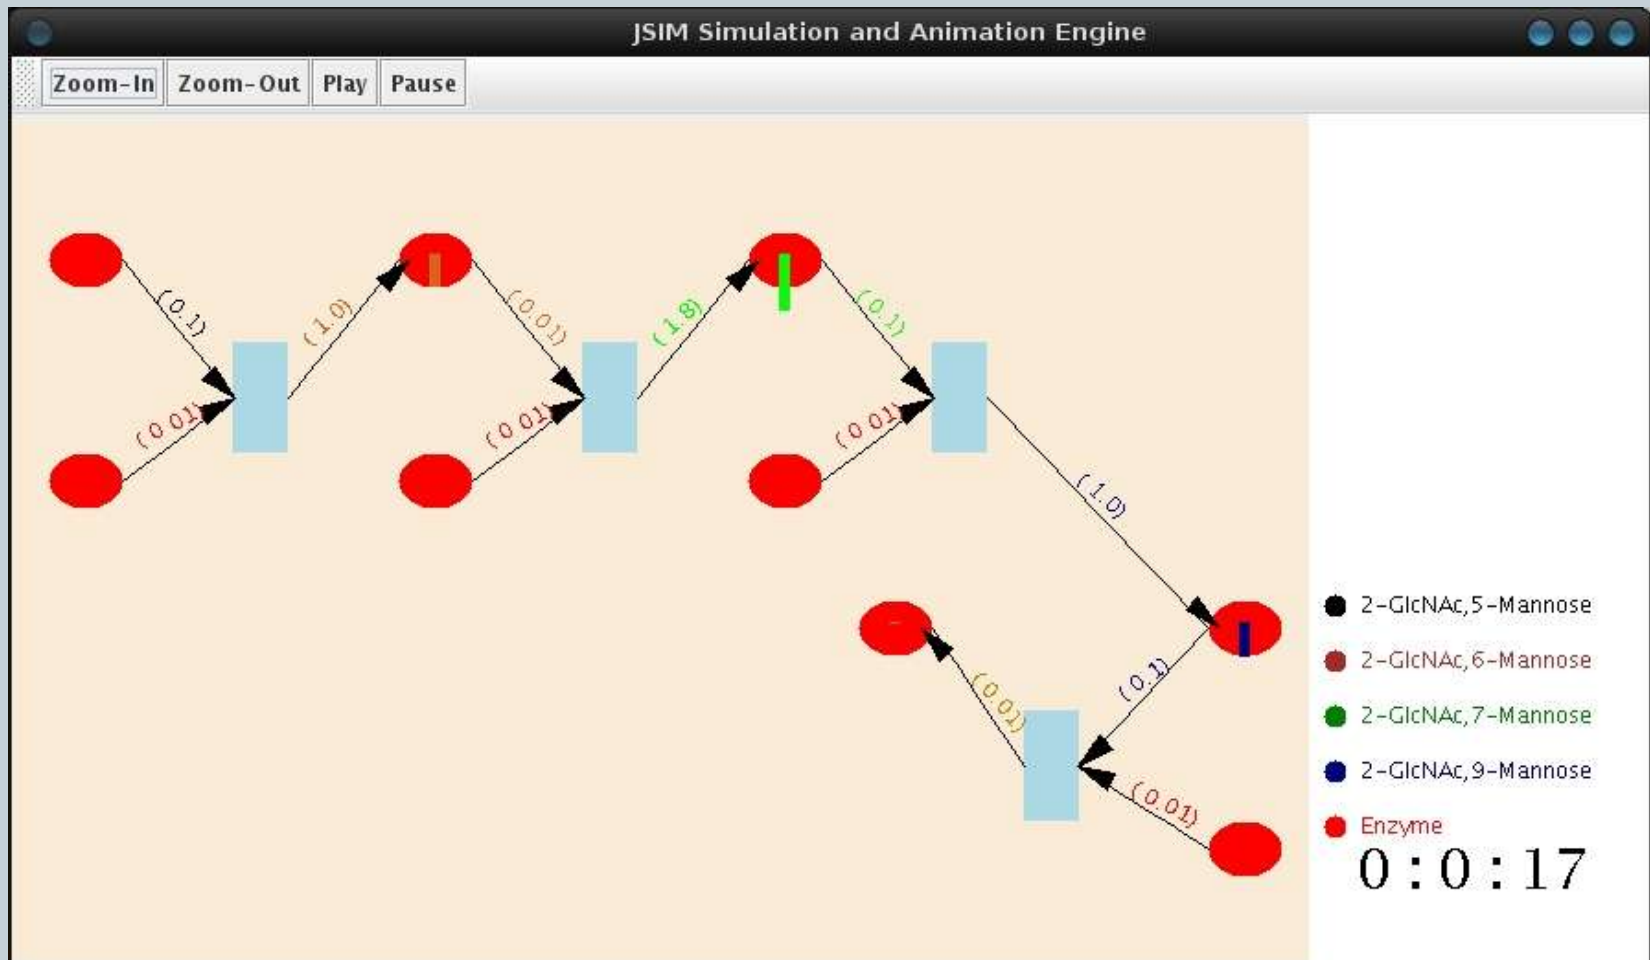 JSIM Simulation and Animation Engine
Zoom-In Zoom-Out Play Pause
(0.1)
(1.0)
(0.01)
(1.8)
(0.1)
(0.01)
(0.01)
(0.01)
(1.0)
(0.01)
(0.1)
(0.01)
2-GlcNAc,5-Mannose
2-GlcNAc,6-Mannose
2-GlcNAc,7-Mannose
2-GlcNAc,9-Mannose
Enzyme
0:0:17